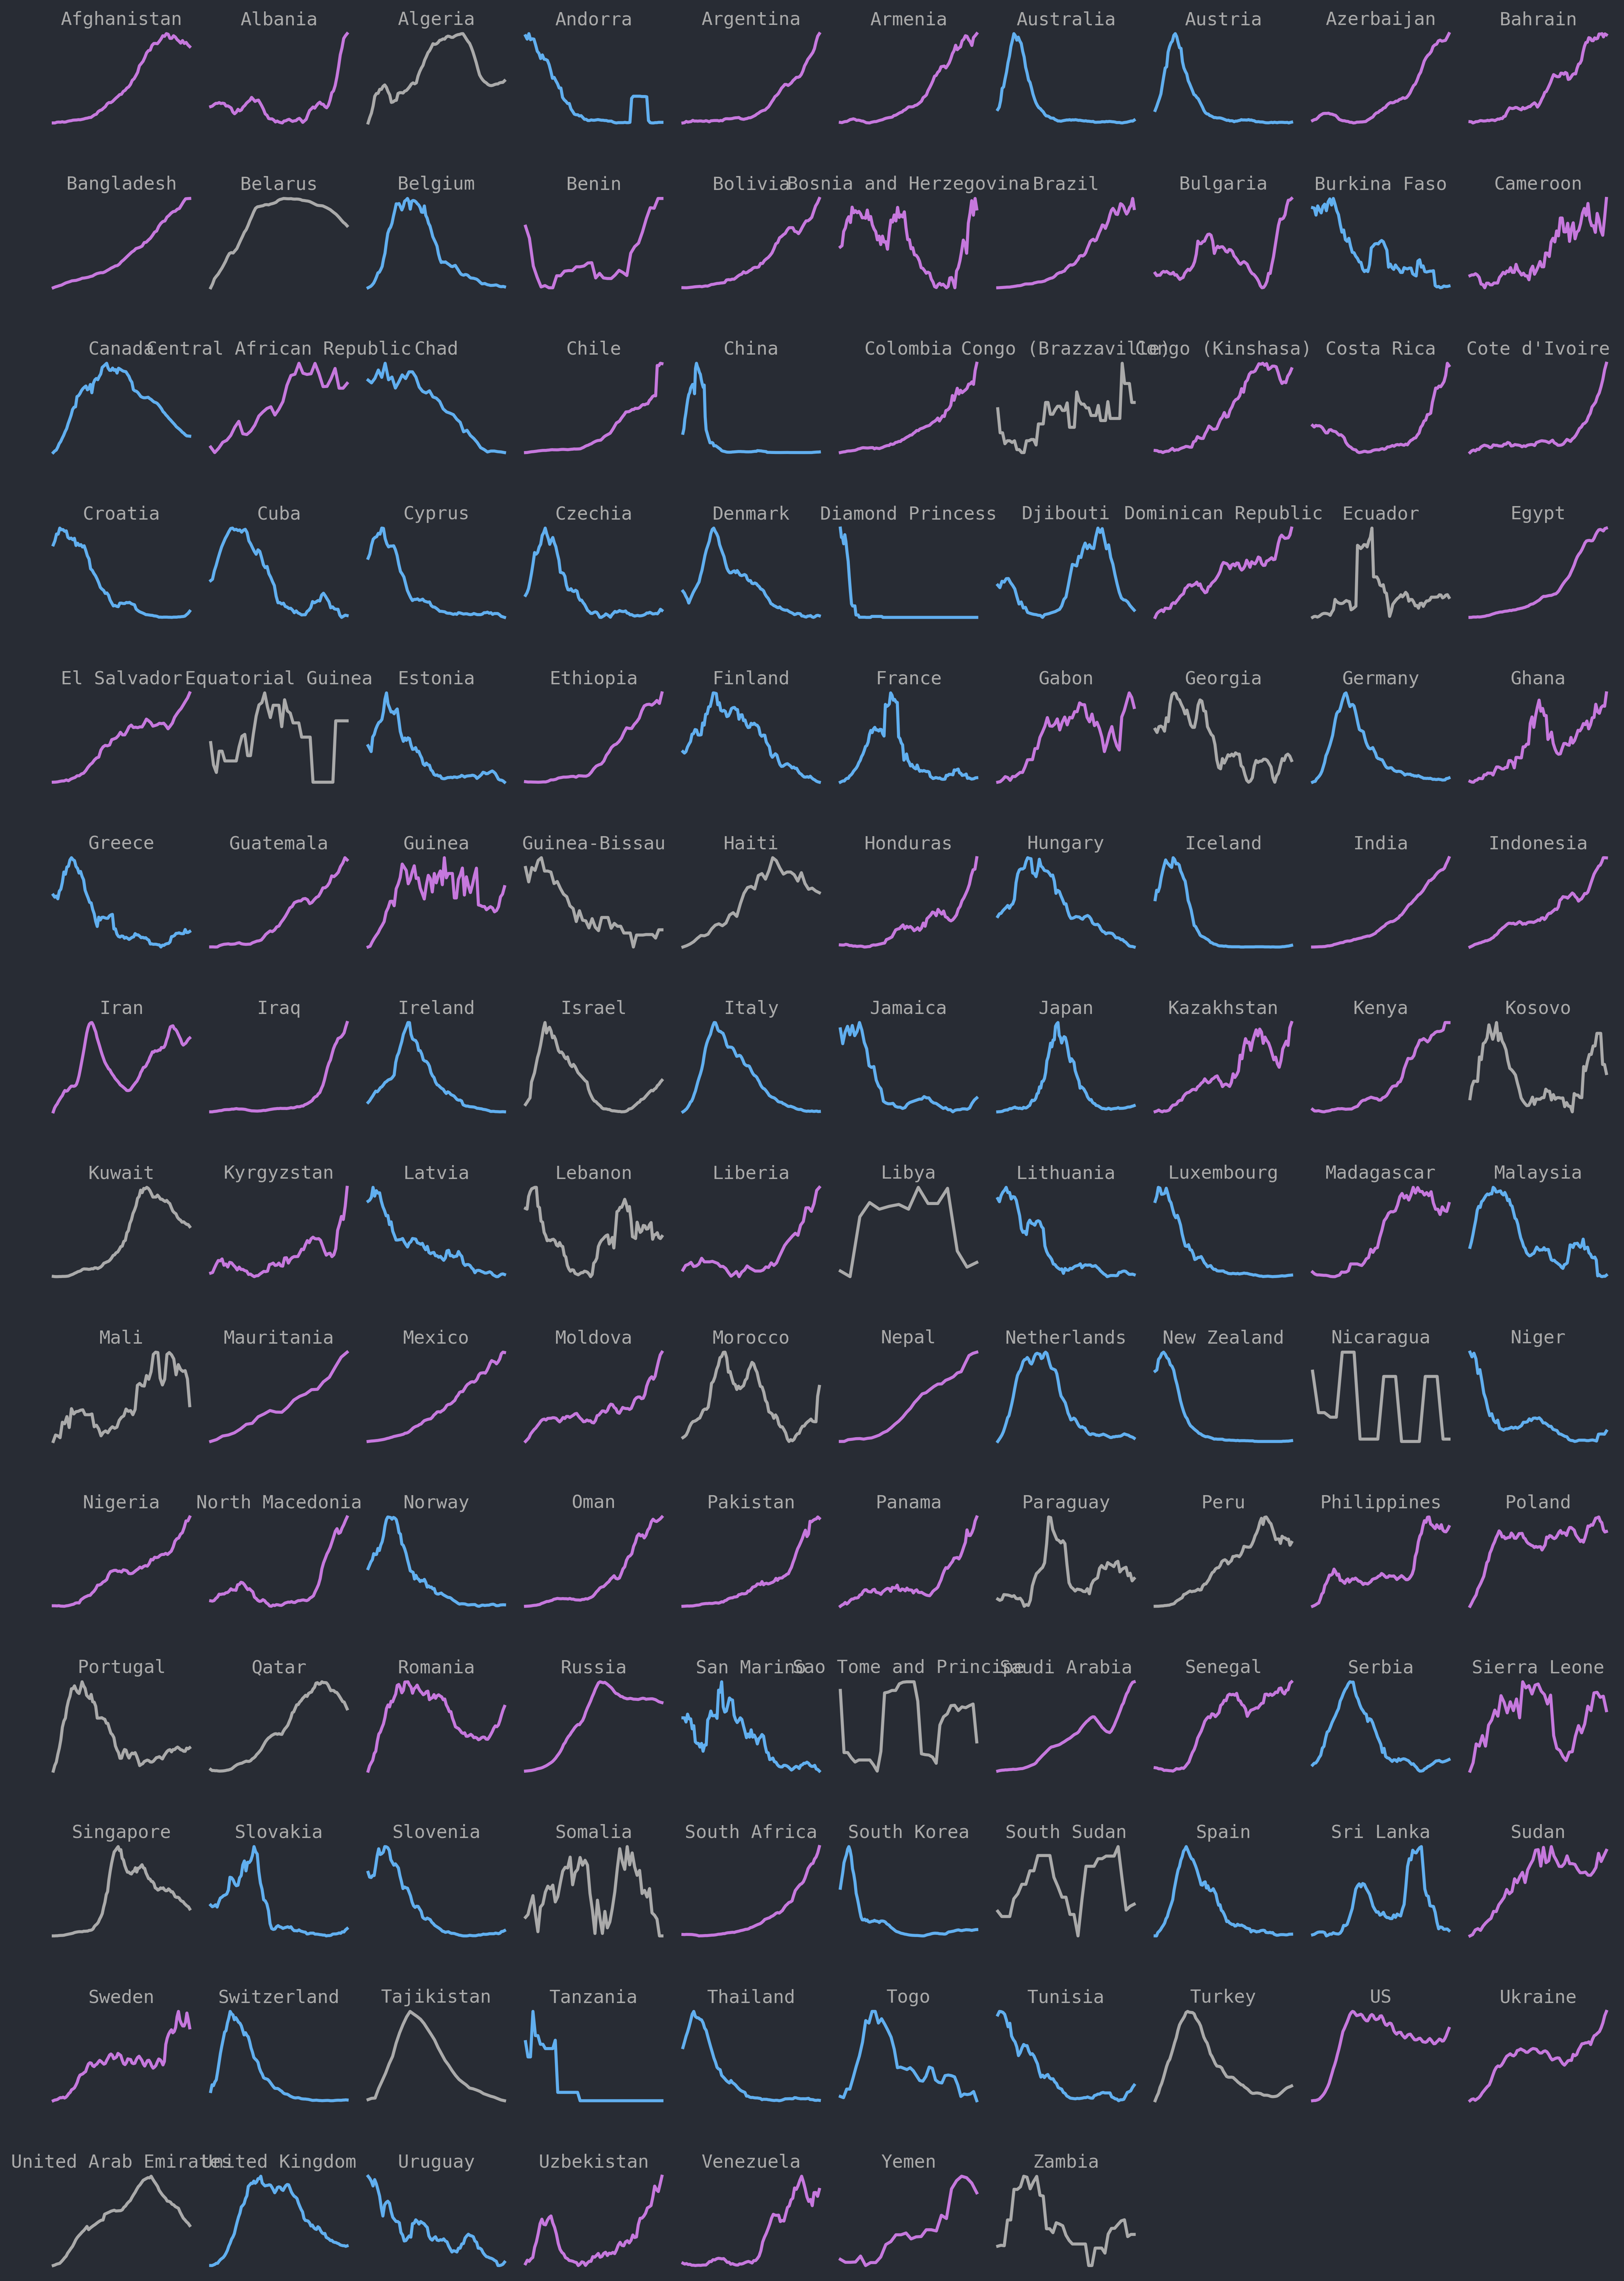 Afghanistan Albania Algeria Andorra Argentina Armenia Australia Austria Azerbaijan Bahrain
Bangladesh Belarus Belgium Benin Bolivia Bosnia and Herzegovina Brazil Bulgaria Burkina Faso Cameroon
Canada Central African Republic Chad Chile China Colombia Congo (Brazzaville) Congo (Kinshasa) Costa Rica Cote d'Ivoire
Croatia Cuba Cyprus Czechia Denmark Diamond Princess Djibouti Dominican Republic Ecuador Egypt
El Salvador Equatorial Guinea Estonia Ethiopia Finland France Gabon Georgia Germany Ghana
Greece Guatemala Guinea Guinea-Bissau Haiti Honduras Hungary Iceland India Indonesia
Iran Iraq Ireland Israel Italy Jamaica Japan Kazakhstan Kenya Kosovo
Kuwait Kyrgyzstan Latvia Lebanon Liberia Libya Lithuania Luxembourg Madagascar Malaysia
Mali Mauritania Mexico Moldova Morocco Nepal Netherlands New Zealand Nicaragua Niger
Nigeria North Macedonia Norway Oman Pakistan Panama Paraguay Peru Philippines Poland
Portugal Qatar Romania Russia San Marino Sao Tome and Principe Saudi Arabia Senegal Serbia Sierra Leone
Singapore Slovakia Slovenia Somalia South Africa South Korea South Sudan Spain Sri Lanka Sudan
Sweden Switzerland Tajikistan Tanzania Thailand Togo Tunisia Turkey US Ukraine
United Arab Emirates United Kingdom Uruguay Uzbekistan Venezuela Yemen Zambia